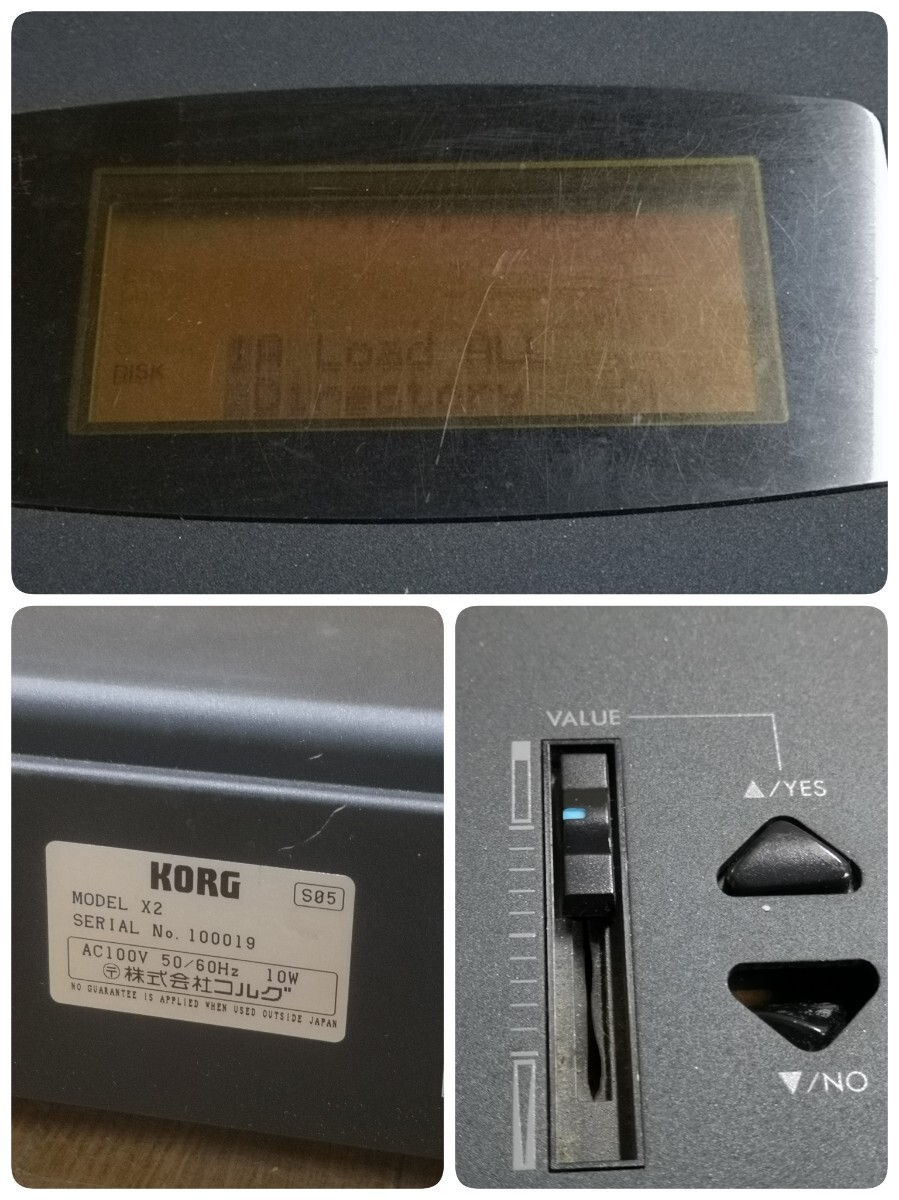 1A Load ALL
DISK
Directory
KORG
S05
MODEL X2
SERIAL No. 100019
AC100V 50/60Hz 10W
〒 株式会社コルグ
NO GUARANTEE IS APPLIED WHEN USED OUTSIDE JAPAN
VALUE
▲/YES
▼/NO